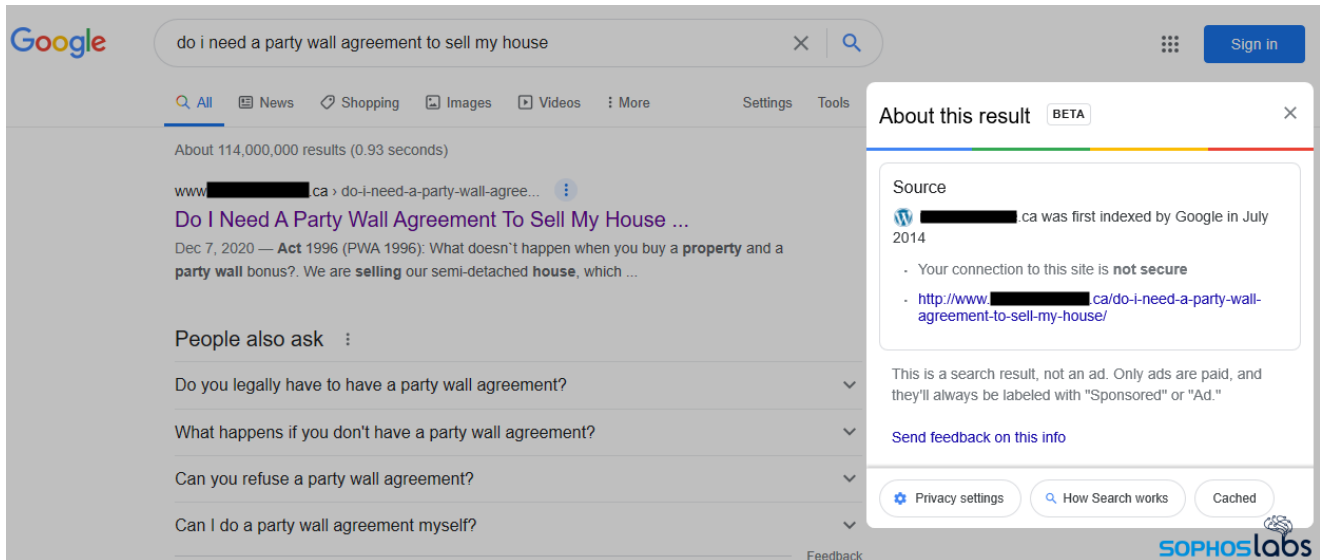 Google
do i need a party wall agreement to sell my house
Sign in
All News Shopping Images Videos More Settings Tools
About 114,000,000 results (0.93 seconds)
www .ca › do-i-need-a-party-wall-agree...
Do I Need A Party Wall Agreement To Sell My House ...
Dec 7, 2020 — Act 1996 (PWA 1996): What doesn`t happen when you buy a property and a
party wall bonus?. We are selling our semi-detached house, which ...
People also ask
Do you legally have to have a party wall agreement?
What happens if you don't have a party wall agreement?
Can you refuse a party wall agreement?
Can I do a party wall agreement myself?
Feedback
About this result BETA
Source
.ca was first indexed by Google in July
2014
Your connection to this site is not secure
http://www. .ca/do-i-need-a-party-wall-
agreement-to-sell-my-house/
This is a search result, not an ad. Only ads are paid, and
they'll always be labeled with "Sponsored" or "Ad."
Send feedback on this info
Privacy settings How Search works Cached
SOPHOSlabs